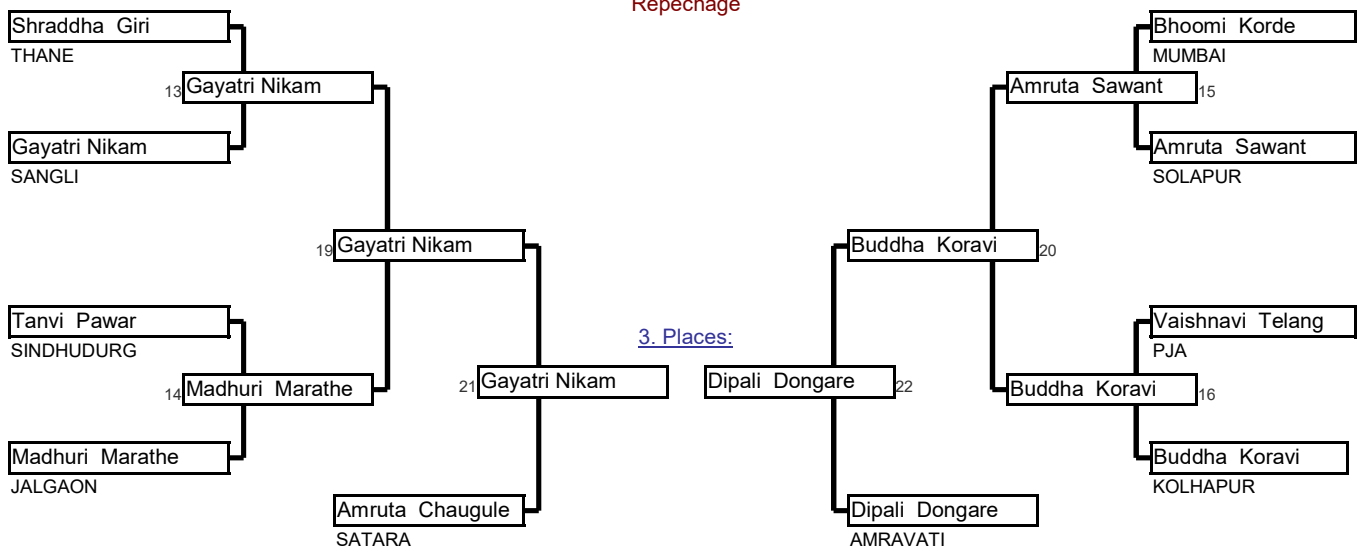 Repechage
Shraddha Giri
THANE
13 Gayatri Nikam
Gayatri Nikam
SANGLI
19 Gayatri Nikam
Tanvi Pawar
SINDHUDURG
14 Madhuri Marathe
Madhuri Marathe
JALGAON
21 Gayatri Nikam
Amruta Chaugule
SATARA
3. Places:
Bhoomi Korde
MUMBAI
Amruta Sawant 15
Amruta Sawant
SOLAPUR
Buddha Koravi 20
Vaishnavi Telang
PJA
Buddha Koravi 16
Buddha Koravi
KOLHAPUR
Dipali Dongare 22
Dipali Dongare
AMRAVATI